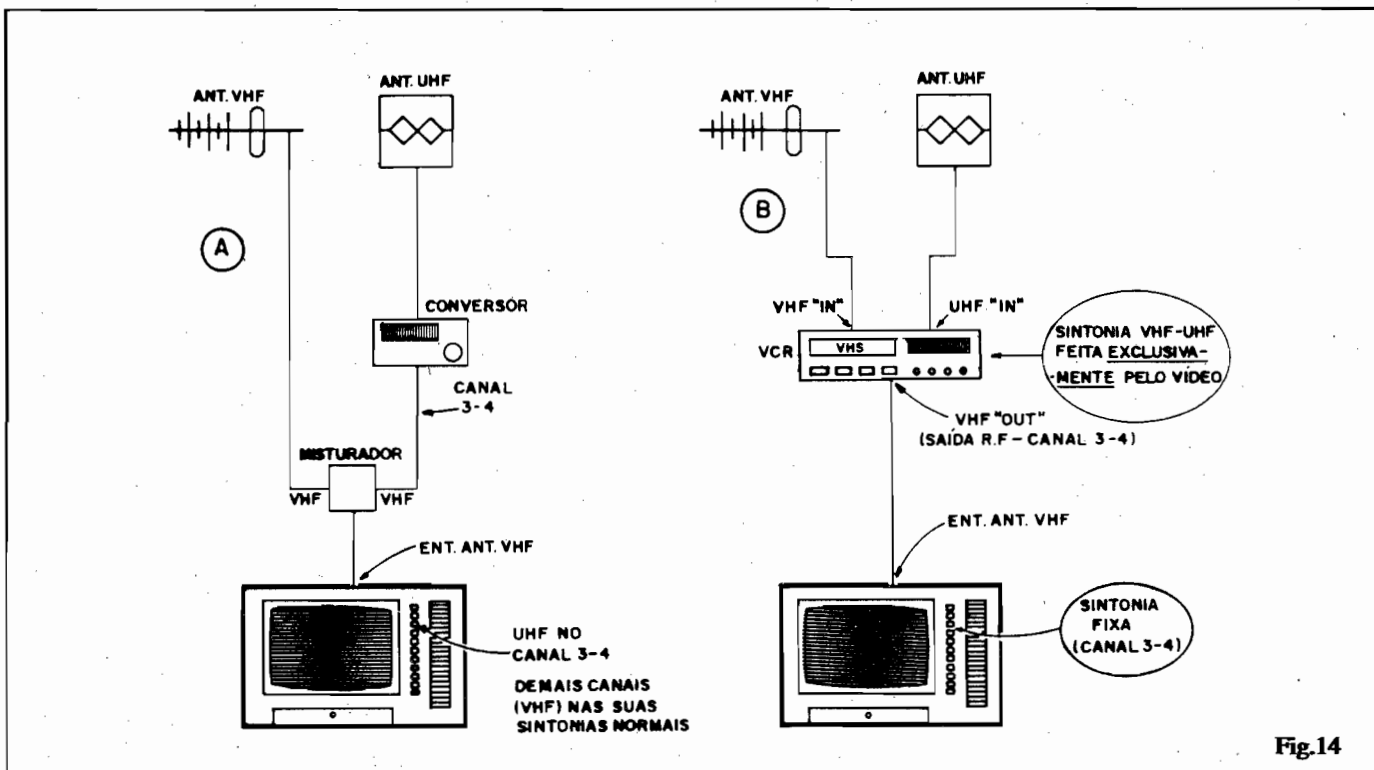 ANT. VHF
ANT. UHF
A
CONVERSOR
CANAL
3-4
MISTURADOR
VHF
VHF
ENT. ANT. VHF
UHF NO
CANAL 3-4
DEMAIS CANAIS
(VHF) NAS SUAS
SINTONIAS NORMAIS
ANT. VHF
ANT. UHF
B
VHF "IN"
UHF "IN"
VCR
VHS
SINTONIA VHF-UHF
FEITA EXCLUSIVA-
MENTE PELO VÍDEO
VHF "OUT"
(SAÍDA R.F - CANAL 3-4)
ENT. ANT. VHF
SINTONIA
FIXA
(CANAL 3-4)
Fig.14